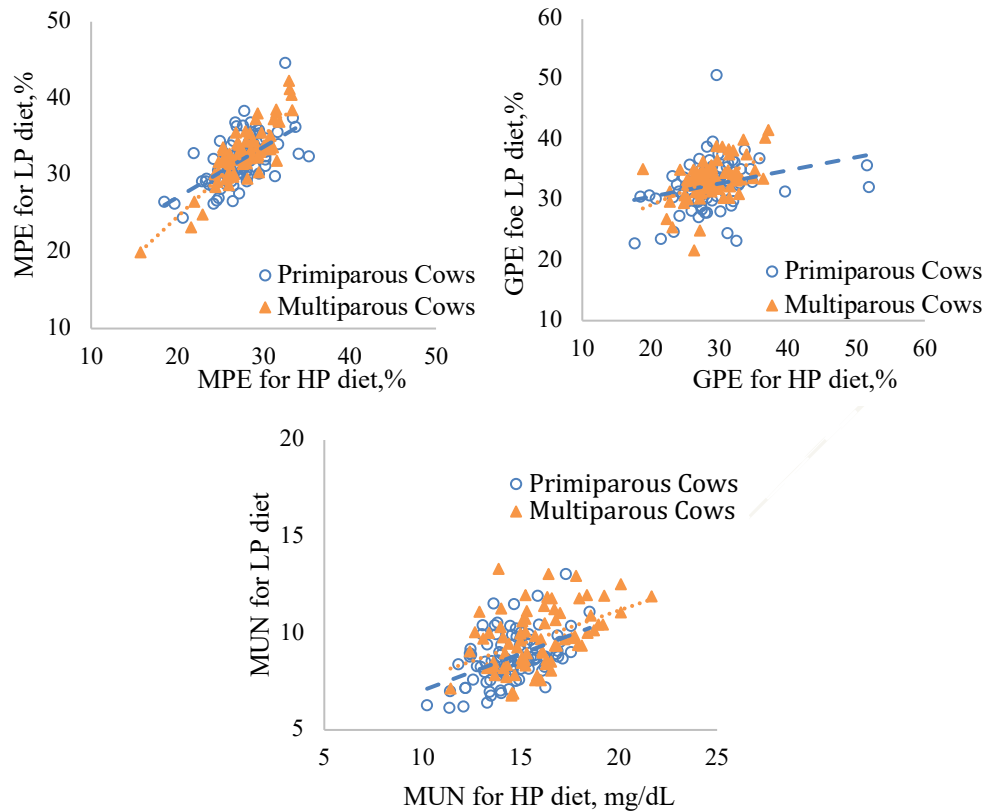 50
40
30
20
10
MPE for LP diet,%
Primiparous Cows
Multiparous Cows
10 20 30 40 50
MPE for HP diet,%
60
50
40
30
20
10
GPE foe LP diet,%
Primiparous Cows
Multiparous Cows
10 20 30 40 50 60
GPE for HP diet,%
20
15
10
5
MUN for LP diet
Primiparous Cows
Multiparous Cows
5 10 15 20 25
MUN for HP diet, mg/dL